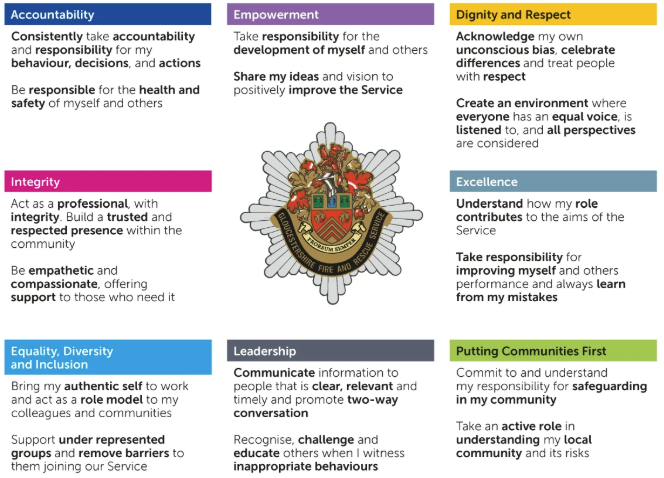 Accountability
Consistently take accountability
and responsibility for my
behaviour, decisions, and actions
Be responsible for the health and
safety of myself and others
Empowerment
Take responsibility for the
development of myself and others
Share my ideas and vision to
positively improve the Service
Dignity and Respect
Acknowledge my own
unconscious bias, celebrate
differences and treat people
with respect
Create an environment where
everyone has an equal voice, is
listened to, and all perspectives
are considered
Integrity
Act as a professional, with
integrity. Build a trusted and
respected presence within the
community
Be empathetic and
compassionate, offering
support to those who need it
PRORSUM SEMPER
GLOUCESTERSHIRE FIRE AND RESCUE SERVICE
Excellence
Understand how my role
contributes to the aims of the
Service
Take responsibility for
improving myself and others
performance and always learn
from my mistakes
Equality, Diversity
and Inclusion
Bring my authentic self to work
and act as a role model to my
colleagues and communities
Support under represented
groups and remove barriers to
them joining our Service
Leadership
Communicate information to
people that is clear, relevant and
timely and promote two-way
conversation
Recognise, challenge and
educate others when I witness
inappropriate behaviours
Putting Communities First
Commit to and understand
my responsibility for safeguarding
in my community
Take an active role in
understanding my local
community and its risks